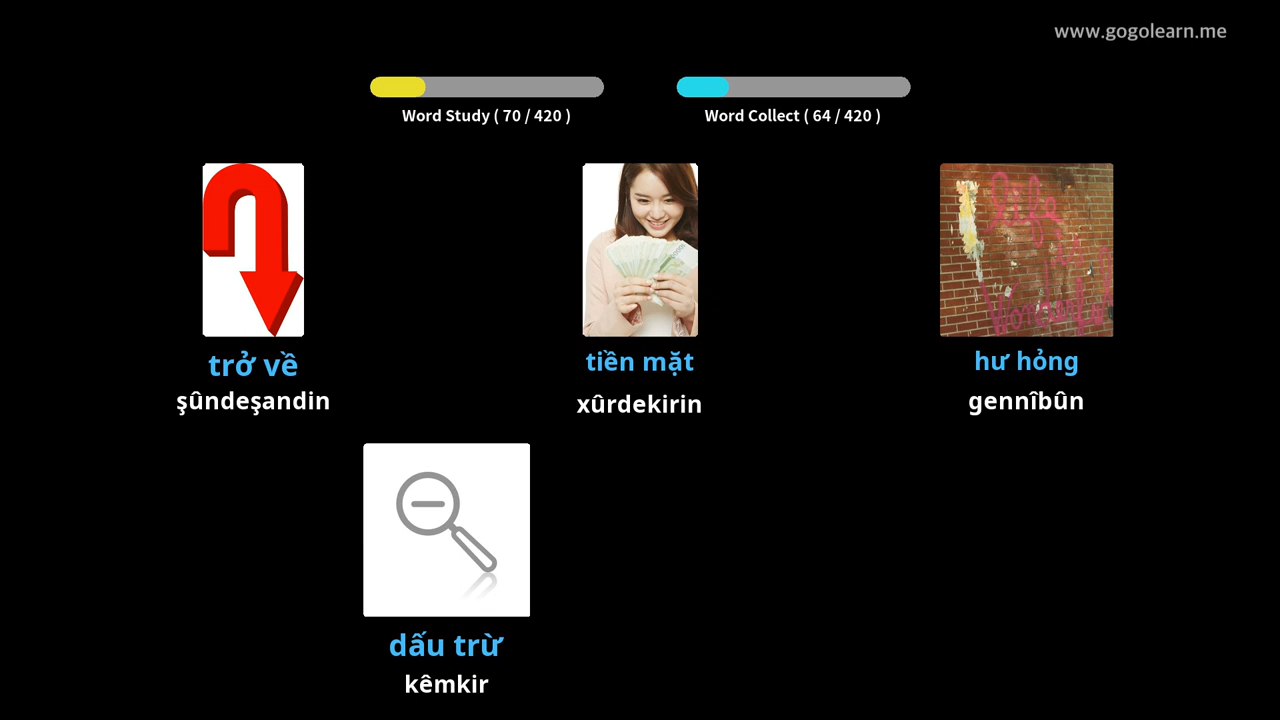 www.gogolearn.me
Word Study ( 70 / 420 )
Word Collect ( 64 / 420 )
trở về
şûndeşandin
tiền mặt
xûrdekirin
hư hỏng
gennîbûn
dấu trừ
kêmkir